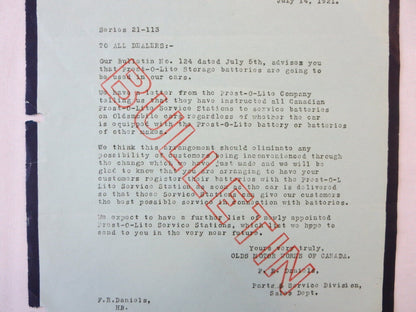 July 14, 1921.
Series 21-113
TO ALL DEALERS:-
Our Bulletin No. 124 dated July 5th, advises you
that Prest-O-Lito Storage batteries are going to
be used in our cars.
We have a letter from the Prest-O-Lito Company
telling us that they have instructed all Canadian
Prest-O-Lito Stations to service batteries
on Oldsmobile cars regardless of whether the car
is equipped with the Prest-O-Lito battery or batteries
of other makes.
We think this arrangement should eliminate any
possibility of customers being inconvenienced through
the change which we have just made and we will be
glad to know that you are arranging to have your
customers register their batteries with the Prest-O-L
Lito Service Stations as soon as the car is delivered
so that those Service Stations can give our customers
the best possible service in connection with batteries.
We expect to have a further list of newly appointed
Prest-O-Lito Service Stations, which list we hope to
send to you in the very near future.
Yours very truly,
OLDS MOTOR WORKS OF CANADA.
F. R. Daniels,
Parts & Service Division,
Sales Dept.
F.R.Daniels,
HB.
BULLETIN